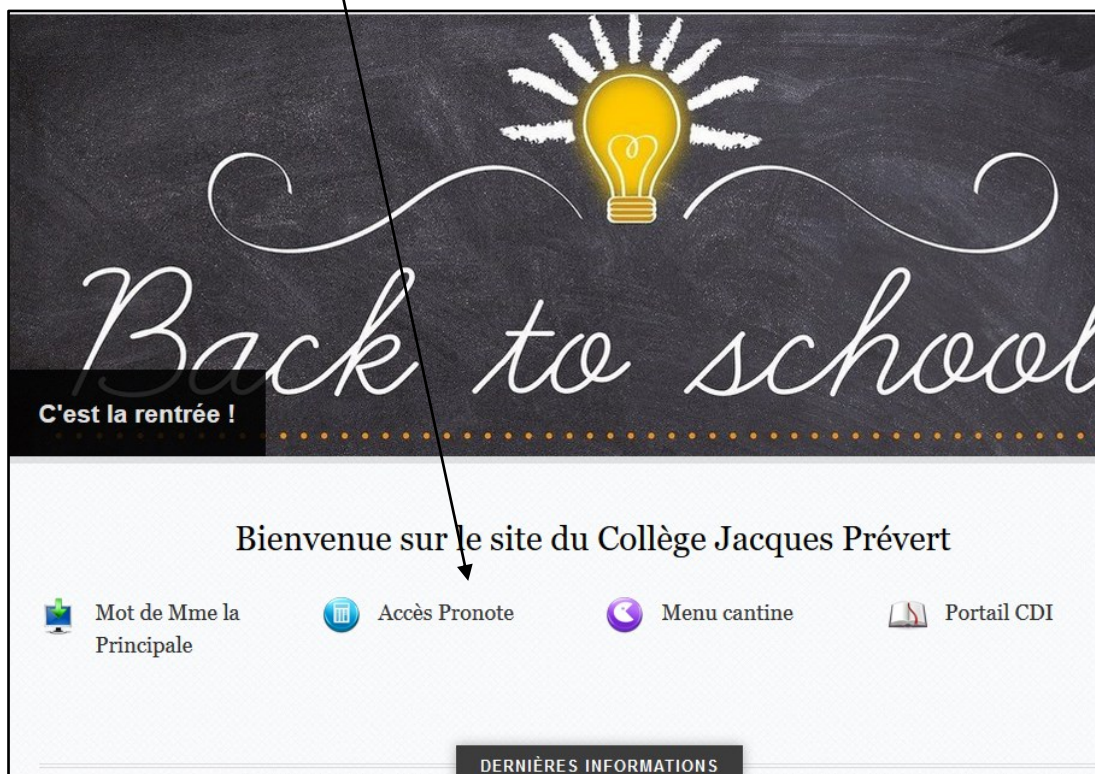 Back to school
C'est la rentrée !
Bienvenue sur le site du Collège Jacques Prévert
Mot de Mme la
Principale
Accès Pronote
Menu cantine
Portail CDI
DERNIÈRES INFORMATIONS